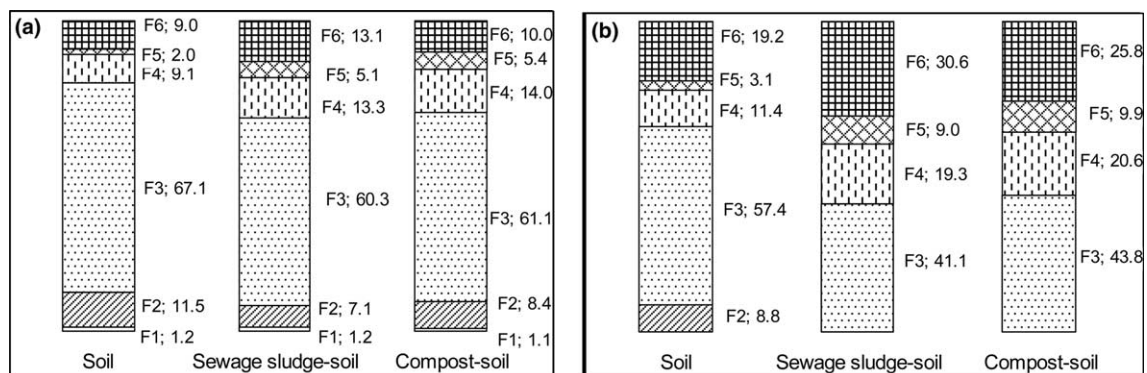 (a)
F6; 9.0
F5; 2.0
F4; 9.1
F3; 67.1
F2; 11.5
F1; 1.2
Soil
F6; 13.1
F5; 5.1
F4; 13.3
F3; 60.3
F2; 7.1
F1; 1.2
Sewage sludge-soil
F6; 10.0
F5; 5.4
F4; 14.0
F3; 61.1
F2; 8.4
F1; 1.1
Compost-soil
(b)
F6; 19.2
F5; 3.1
F4; 11.4
F3; 57.4
F2; 8.8
Soil
F6; 30.6
F5; 9.0
F4; 19.3
F3; 41.1
Sewage sludge-soil
F6; 25.8
F5; 9.9
F4; 20.6
F3; 43.8
Compost-soil